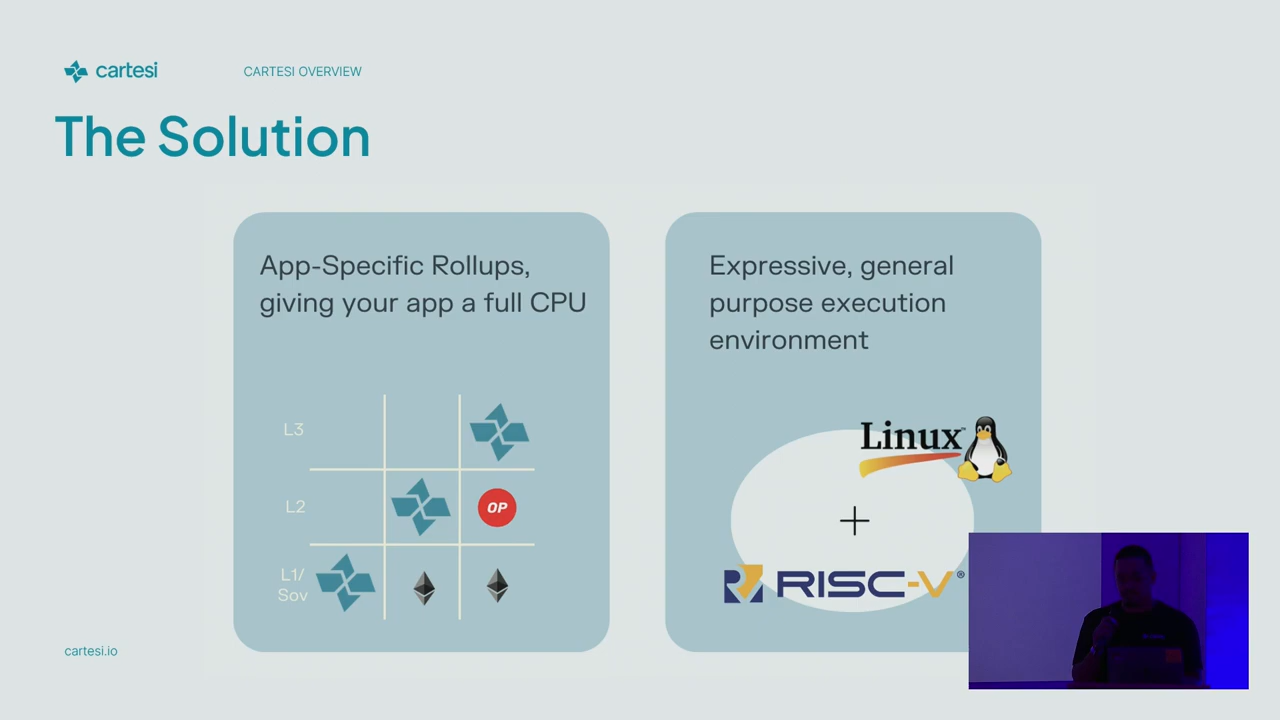 cartesi
CARTESI OVERVIEW
The Solution
App-Specific Rollups,
giving your app a full CPU
L3
L2
OP
L1/
Sov
Expressive, general
purpose execution
environment
Linux™
+
RISC-V®
cartesi.io